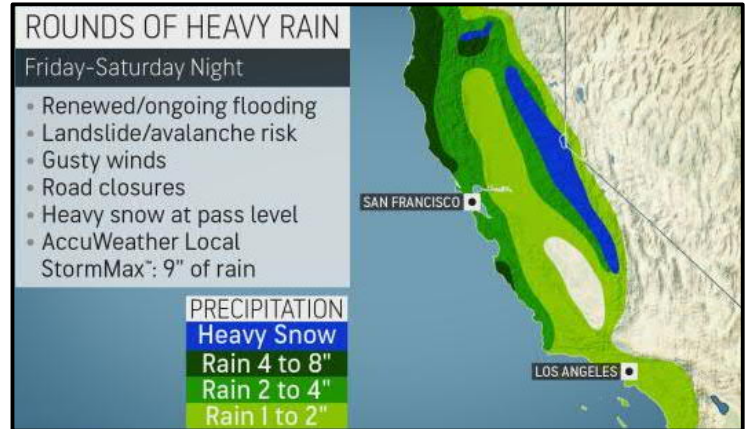 ROUNDS OF HEAVY RAIN
Friday-Saturday Night
• Renewed/ongoing flooding
• Landslide/avalanche risk
• Gusty winds
• Road closures
• Heavy snow at pass level
• AccuWeather Local
StormMax™: 9" of rain
SAN FRANCISCO
PRECIPITATION
Heavy Snow
Rain 4 to 8"
Rain 2 to 4"
LOS ANGELES
Rain 1 to 2"